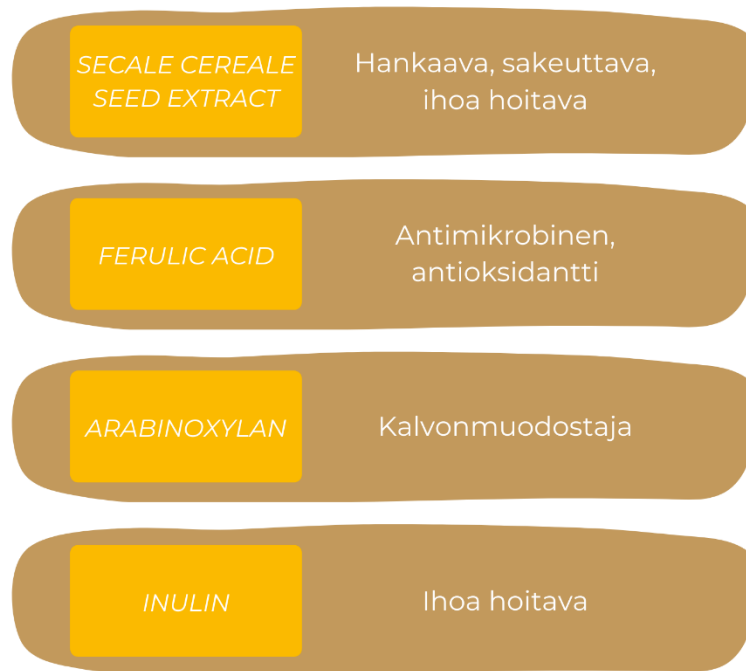 SECALE CEREALE
SEED EXTRACT
Hankaava, sakeuttava,
ihoa hoitava
FERULIC ACID
Antimikrobinen,
antioksidantti
ARABINOXYLAN
Kalvonmuodostaja
INULIN
Ihoa hoitava